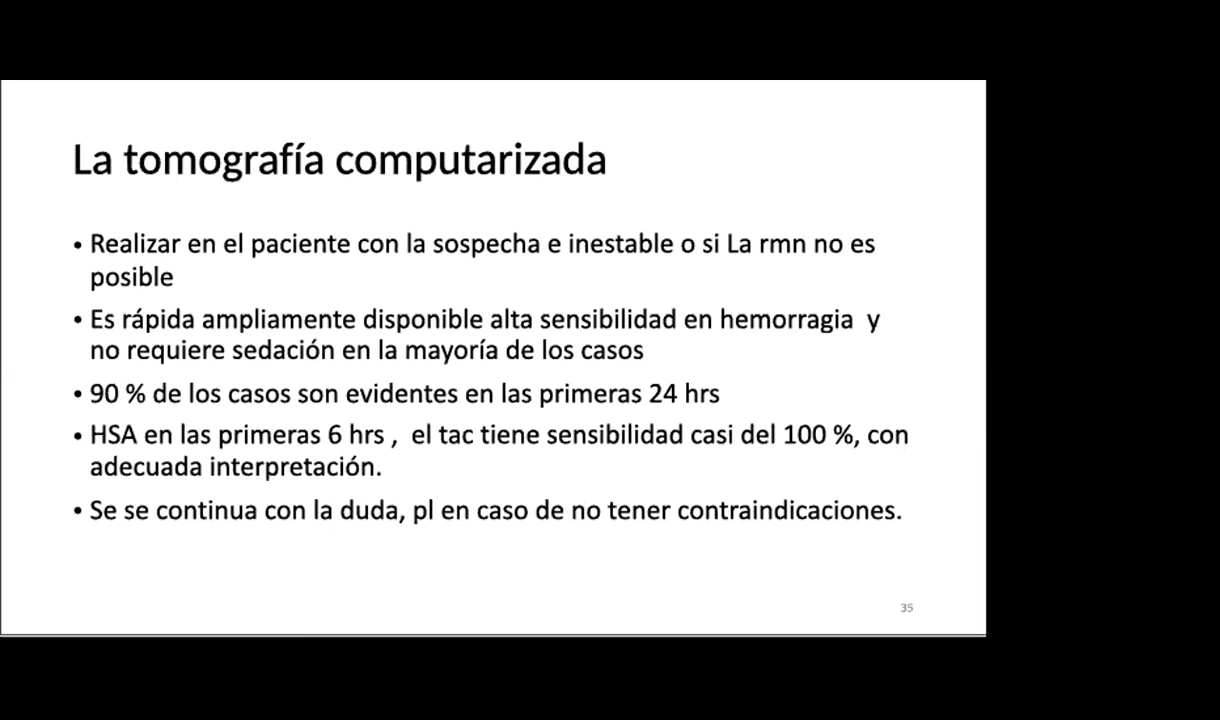 La tomografía computarizada
• Realizar en el paciente con la sospecha e inestable o si La rmn no es
posible
• Es rápida ampliamente disponible alta sensibilidad en hemorragia  y
no requiere sedación en la mayoría de los casos
• 90 % de los casos son evidentes en las primeras 24 hrs
• HSA en las primeras 6 hrs ,  el tac tiene sensibilidad casi del 100 %, con
adecuada interpretación.
• Se se continua con la duda, pl en caso de no tener contraindicaciones.
35